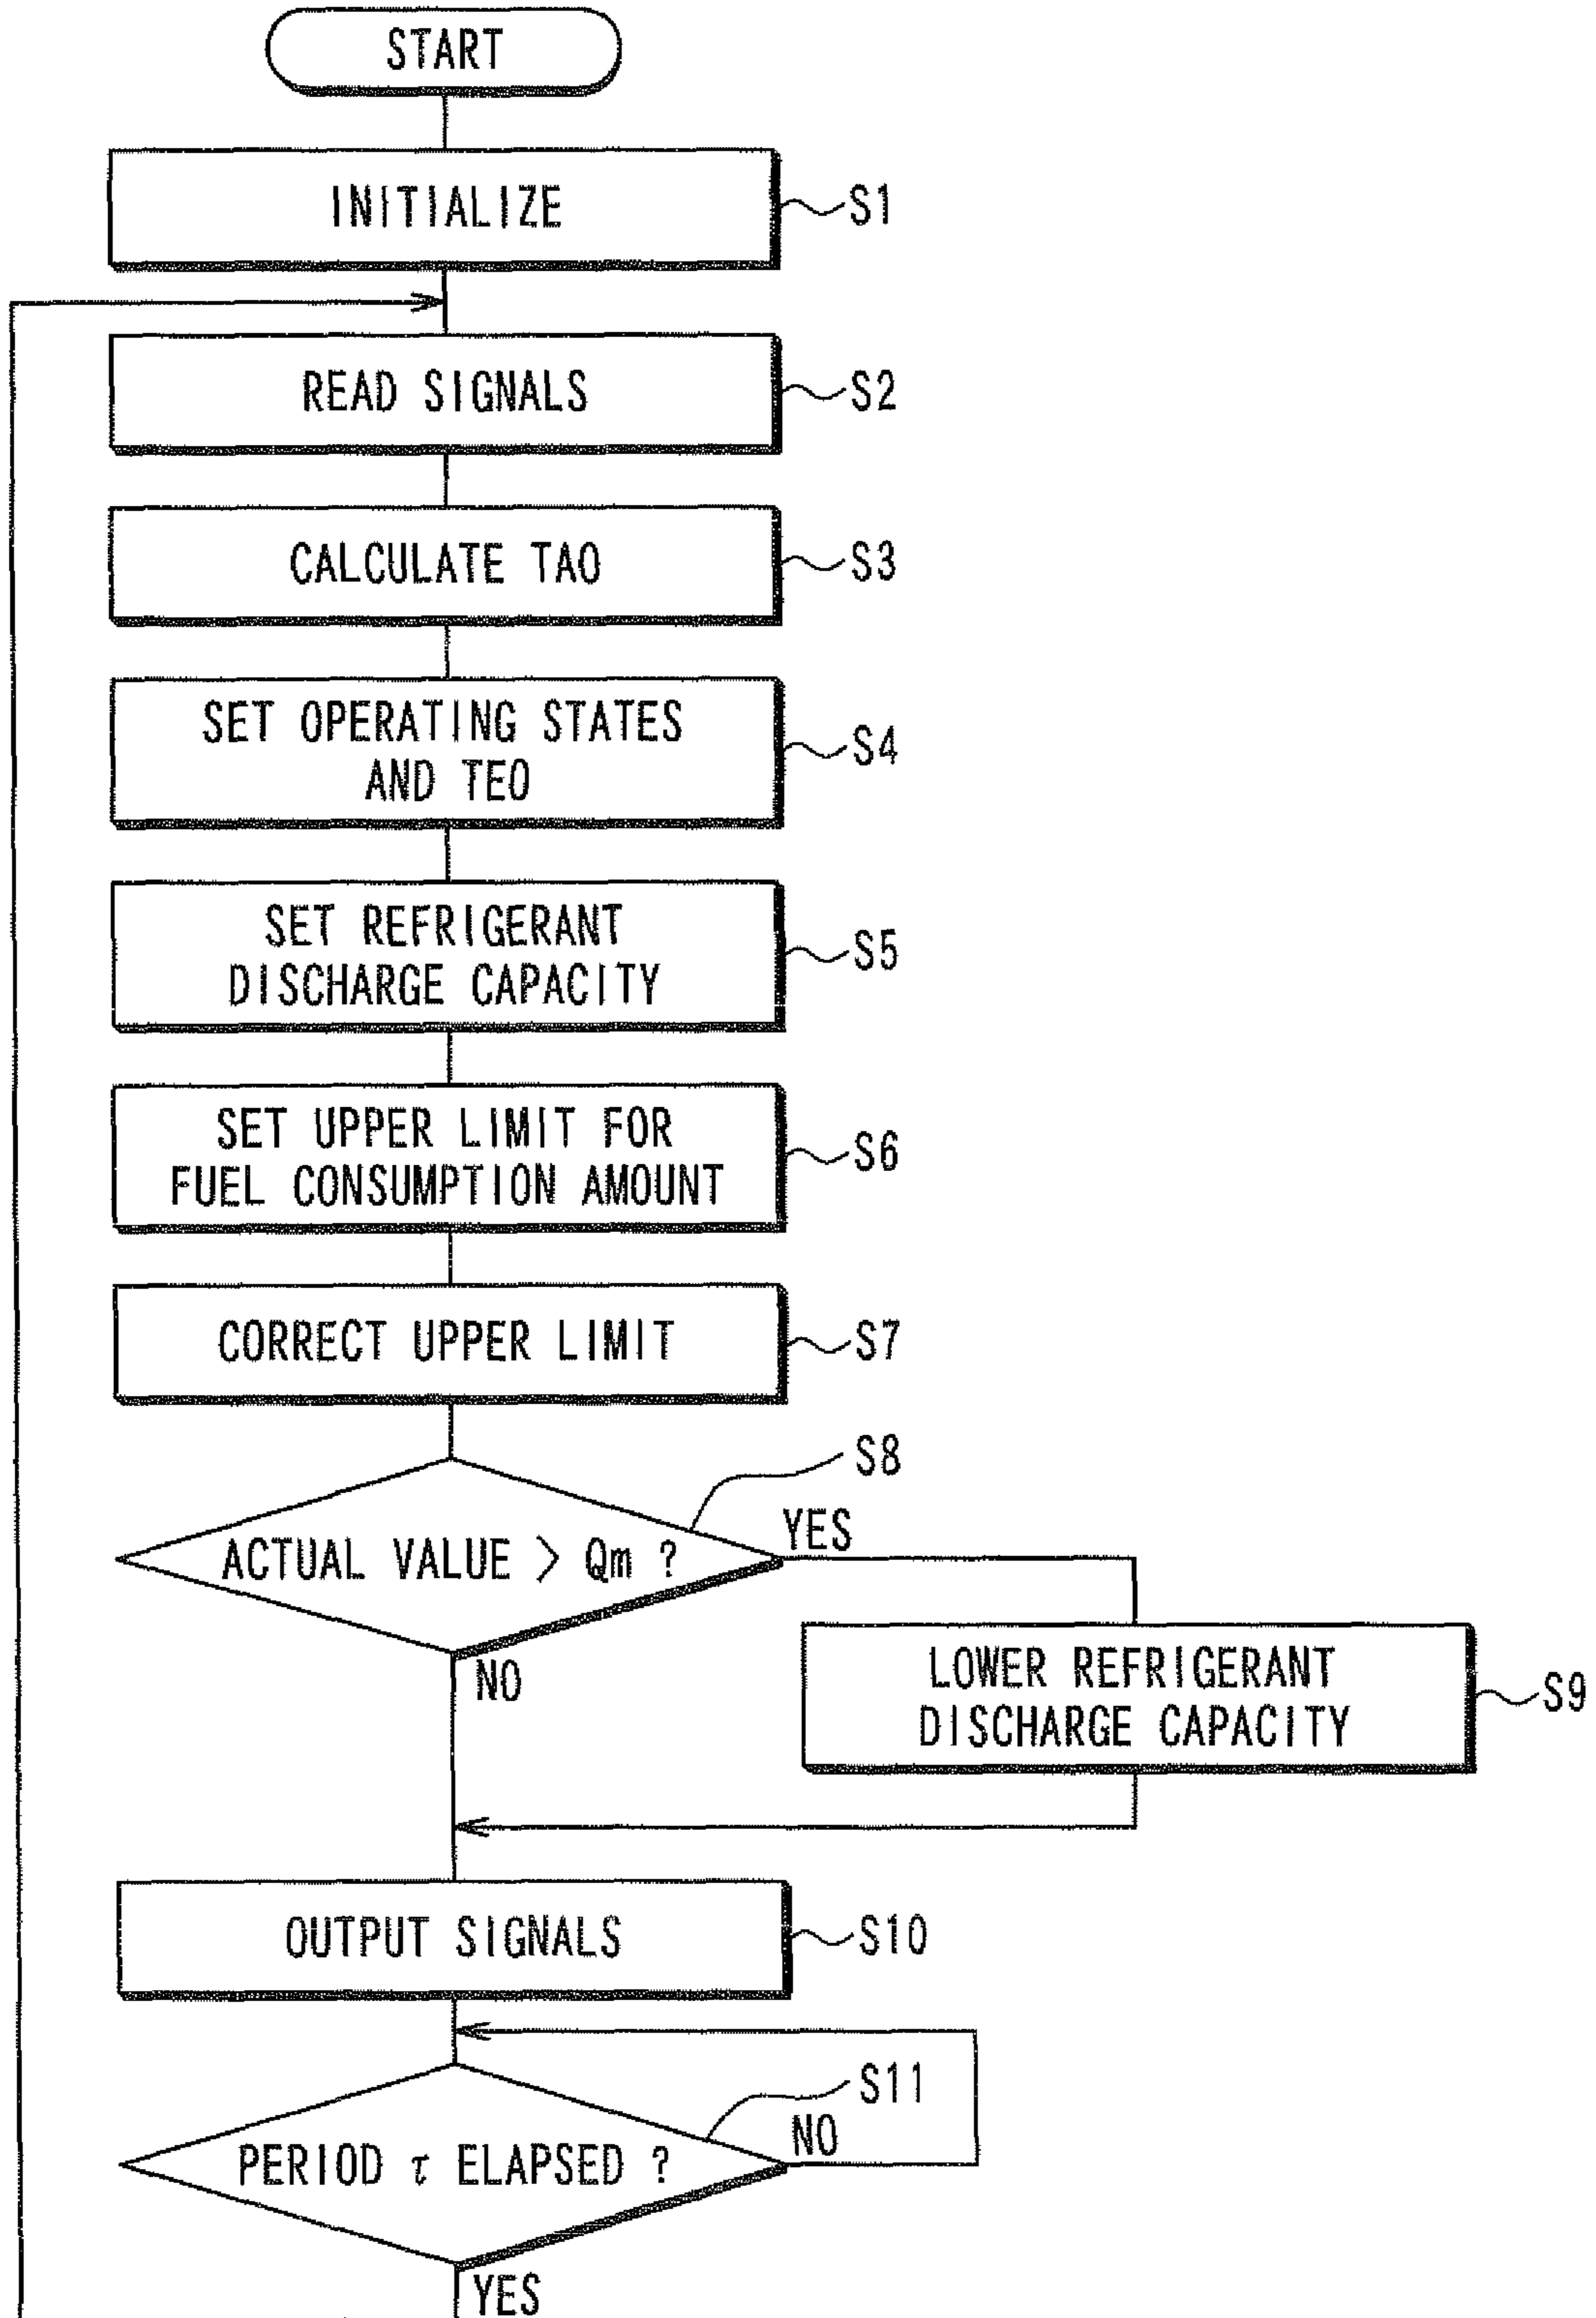 START
INITIALIZE
S1
READ SIGNALS
S2
CALCULATE TAO
S3
SET OPERATING STATES
AND TEO
S4
SET REFRIGERANT
DISCHARGE CAPACITY
S5
SET UPPER LIMIT FOR
FUEL CONSUMPTION AMOUNT
S6
CORRECT UPPER LIMIT
S7
S8
ACTUAL VALUE > Qm ?
YES
NO
LOWER REFRIGERANT
DISCHARGE CAPACITY
S9
OUTPUT SIGNALS
S10
S11
PERIOD τ ELAPSED ?
NO
YES